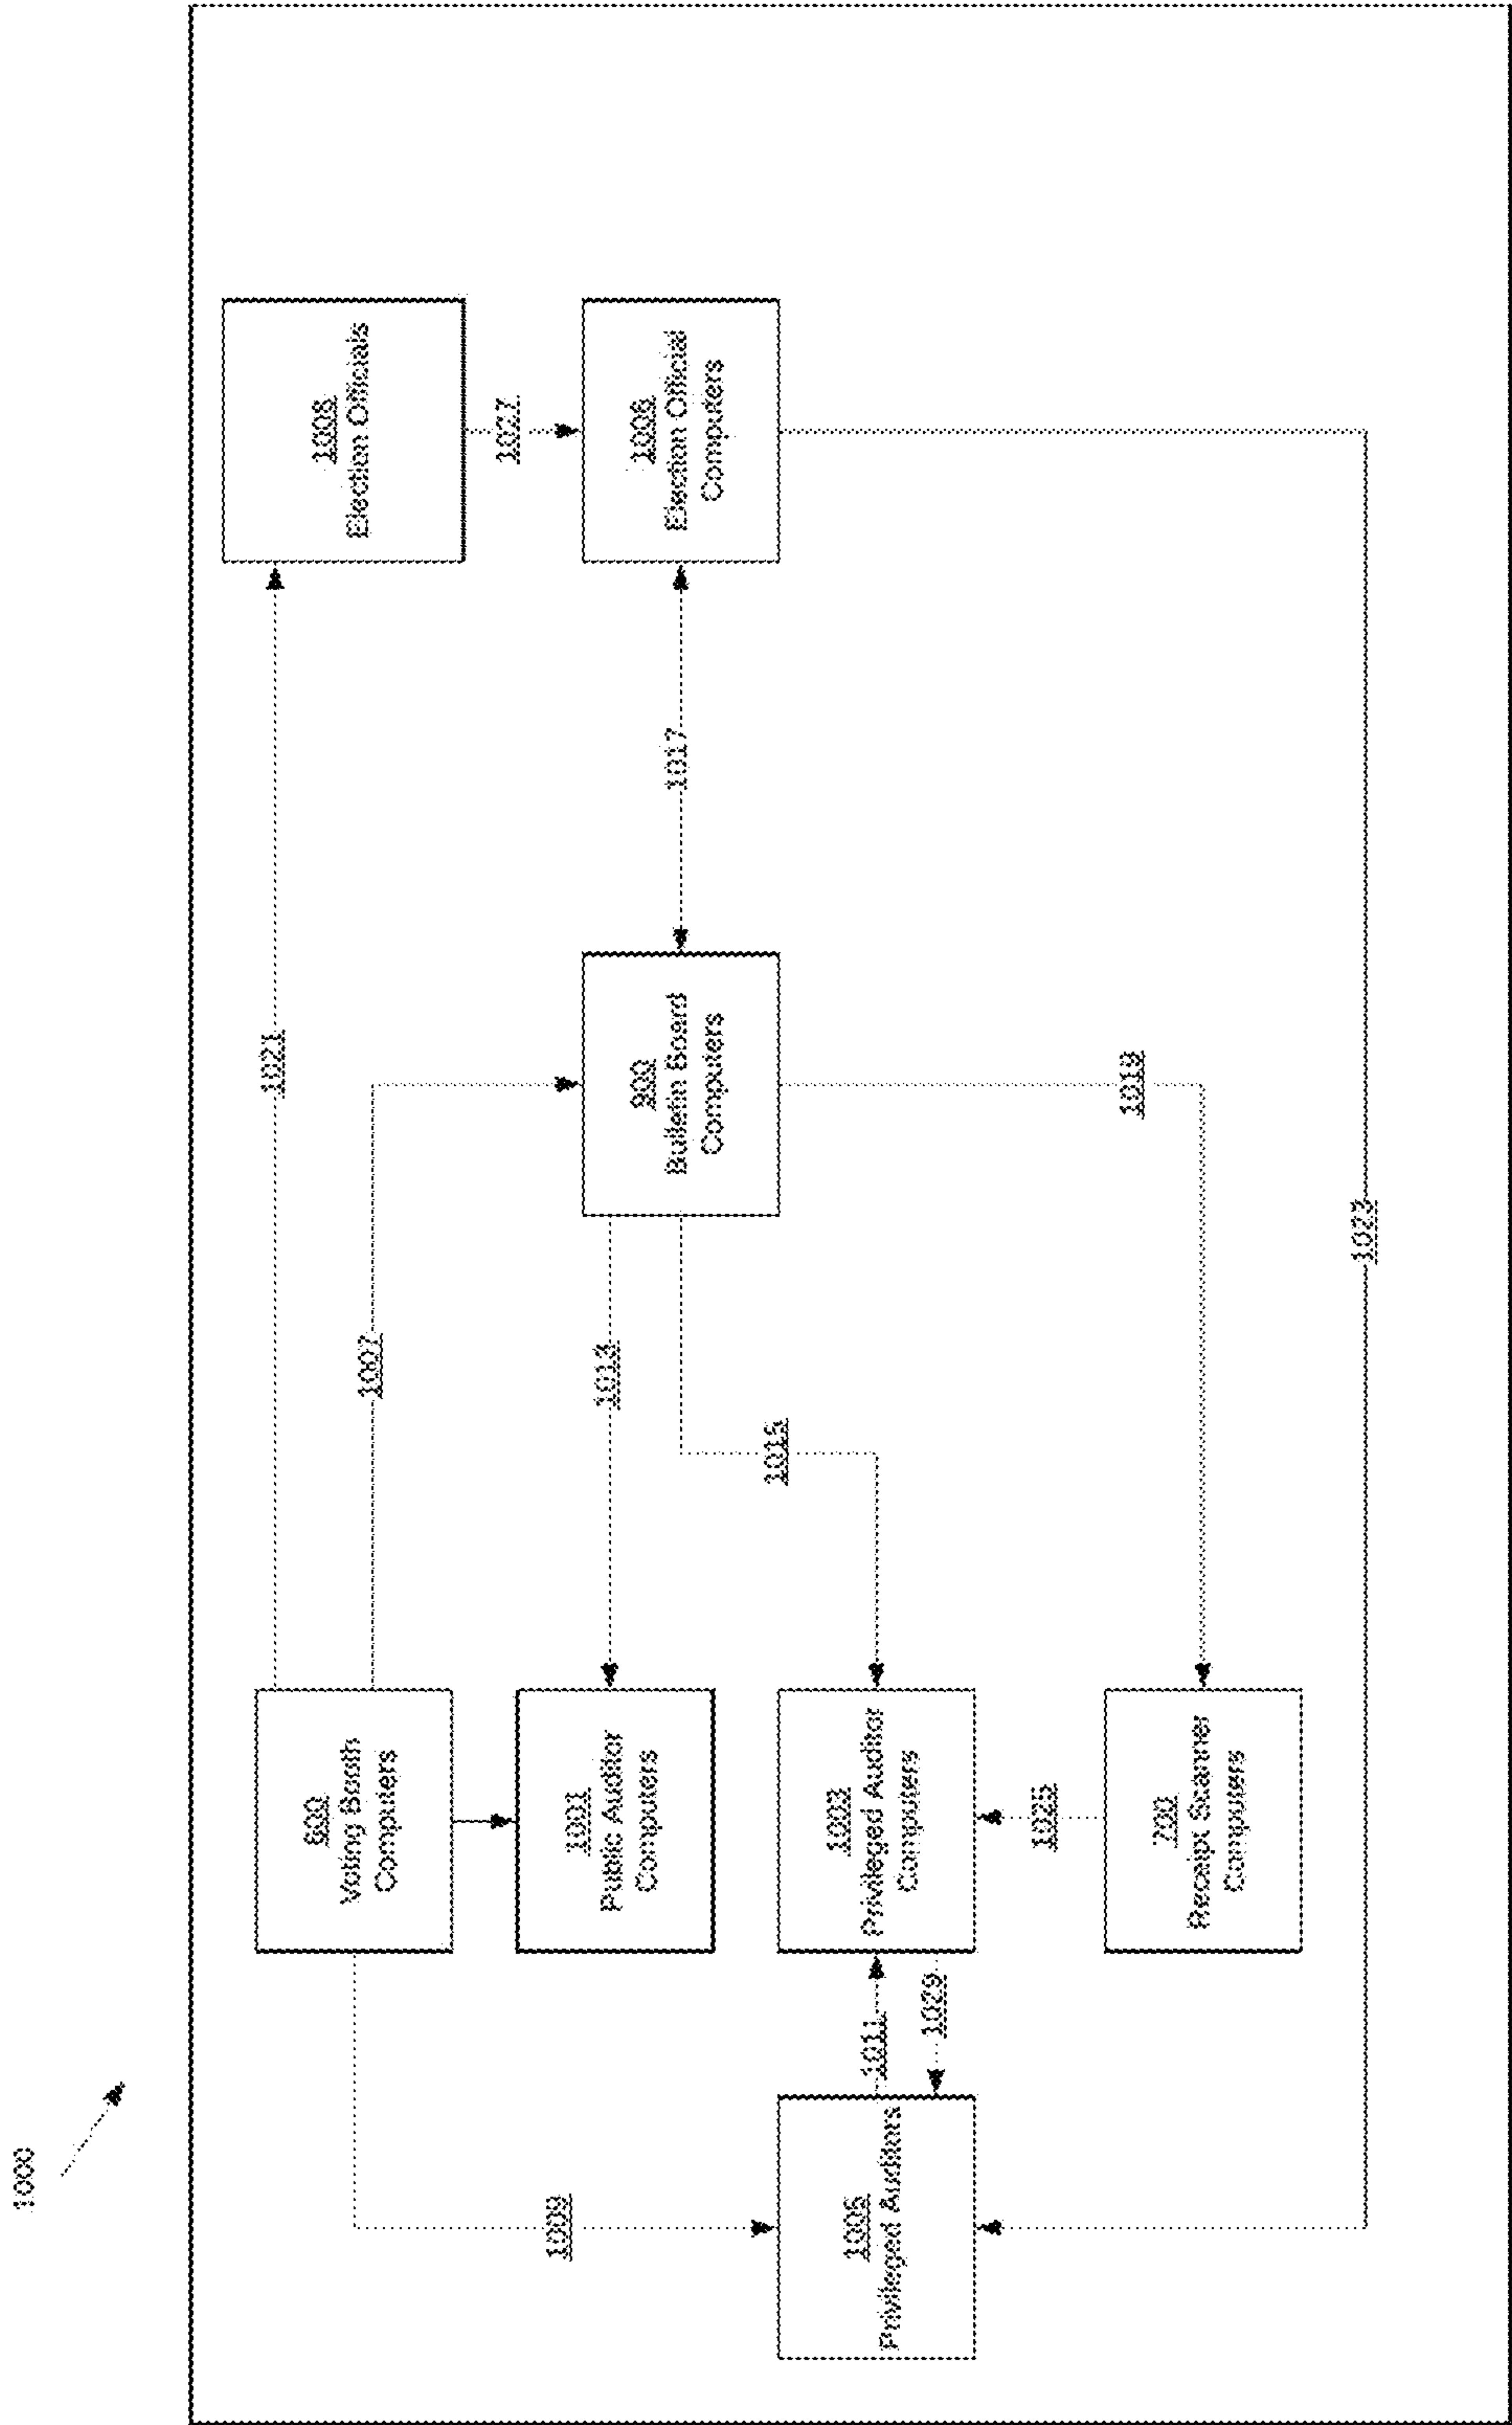 1000
1021
1008
Election Officials
Voting Booth
Computers
1007
1027
1009
1001
Public Auditor
Computers
1013
900
Bulletin Board
Computers
1017
1006
Election Official
Computers
1015
1005
Privileged Auditors
1011
1029
1003
Privileged Auditor
Computers
1025
1019
700
Receipt Scanner
Computers
1023